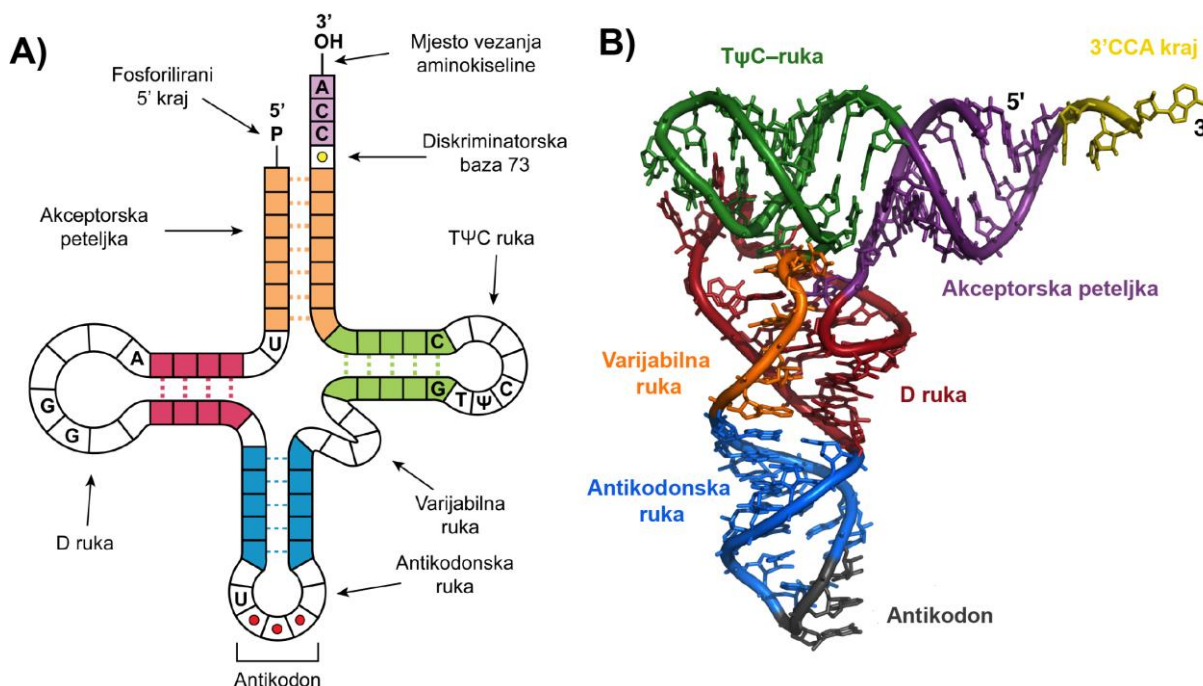 A)
3'
OH
Mjesto vezanja
aminokiseline
Fosforilirani
5' kraj
5'
P
A
C
C
Diskriminatorska
baza 73
Akceptorska
peteljka
TΨC ruka
U
A
G
G
C
G
T Ψ C
D ruka
Varijabilna
ruka
U
Antikodonska
ruka
Antikodon
B)
TψC–ruka
3'CCA kraj
5'
3'
Akceptorska peteljka
Varijabilna
ruka
D ruka
Antikodonska
ruka
Antikodon